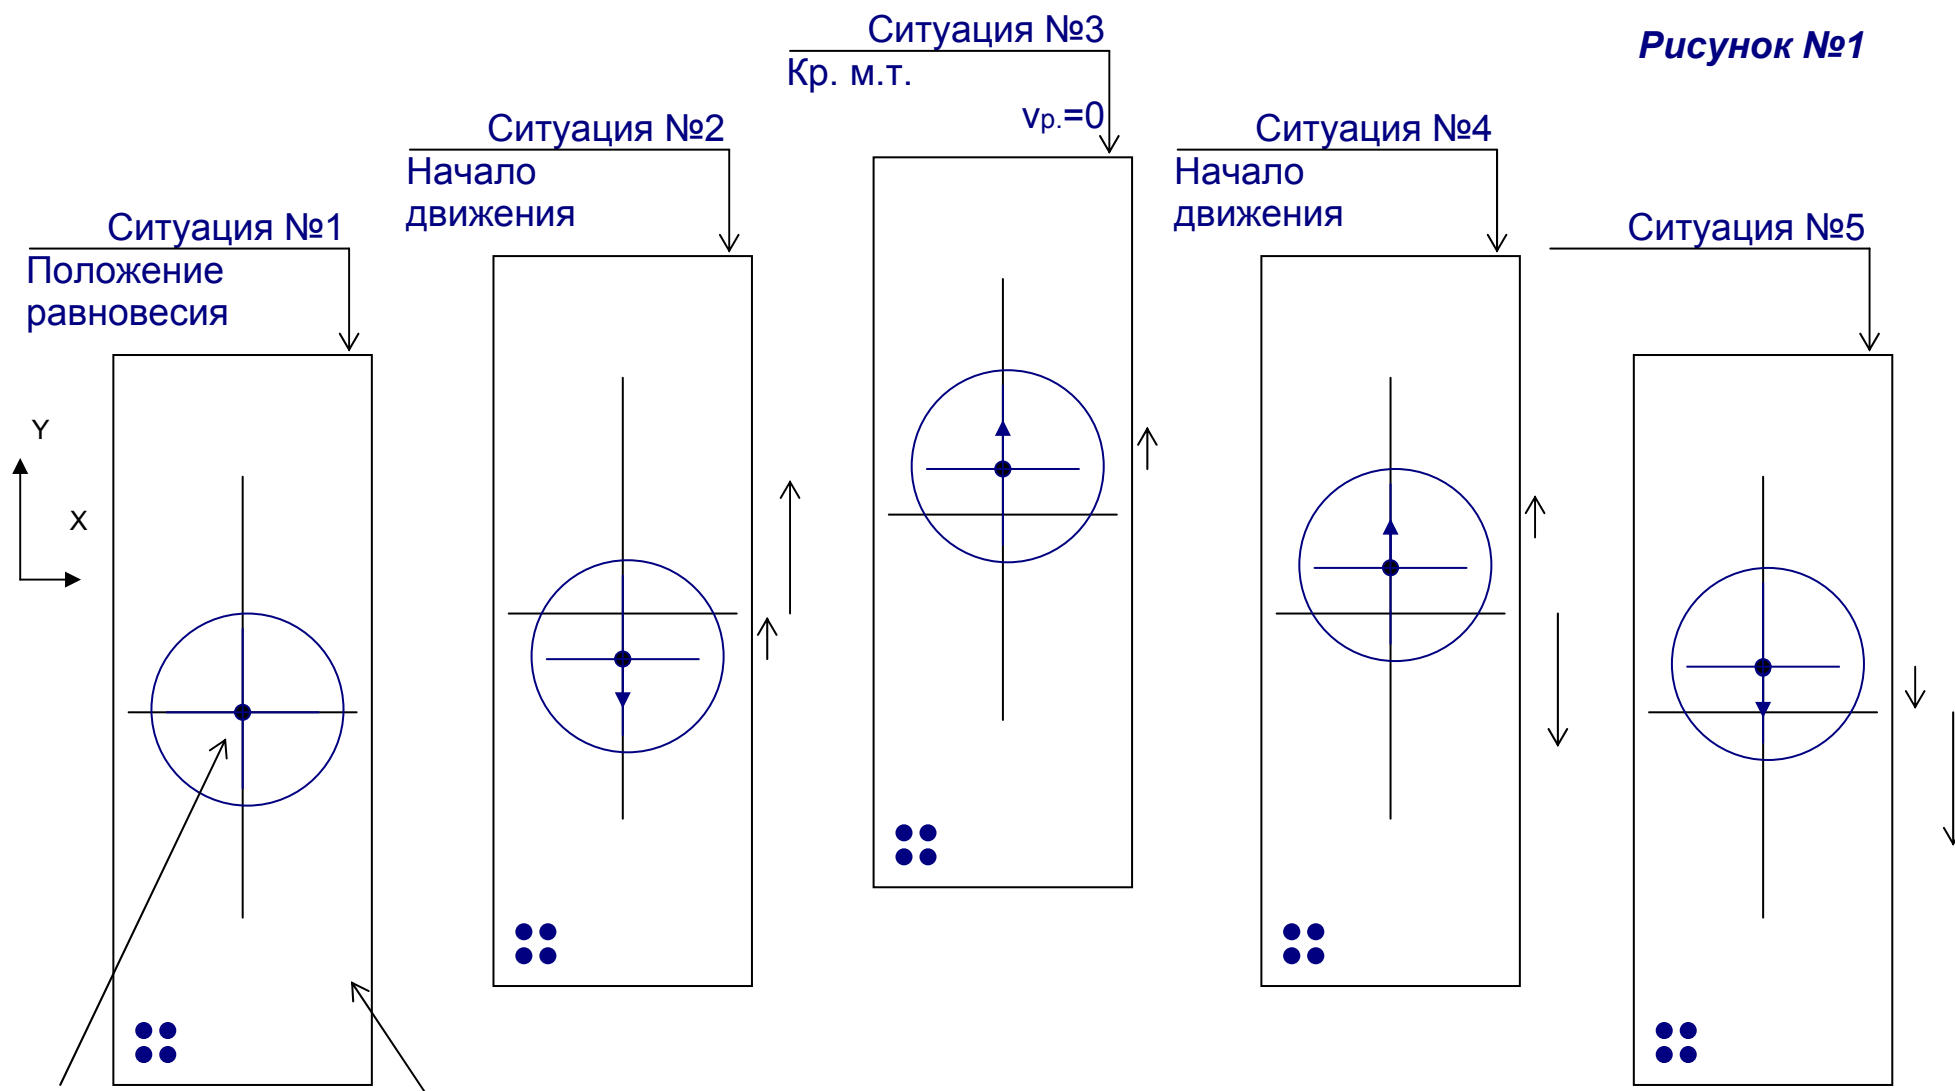 Рисунок №1
Ситуация №1
Положение
равновесия
Ситуация №2
Начало
движения
Ситуация №3
Кр. м.т.
vр.=0
Ситуация №4
Начало
движения
Ситуация №5
Y
X